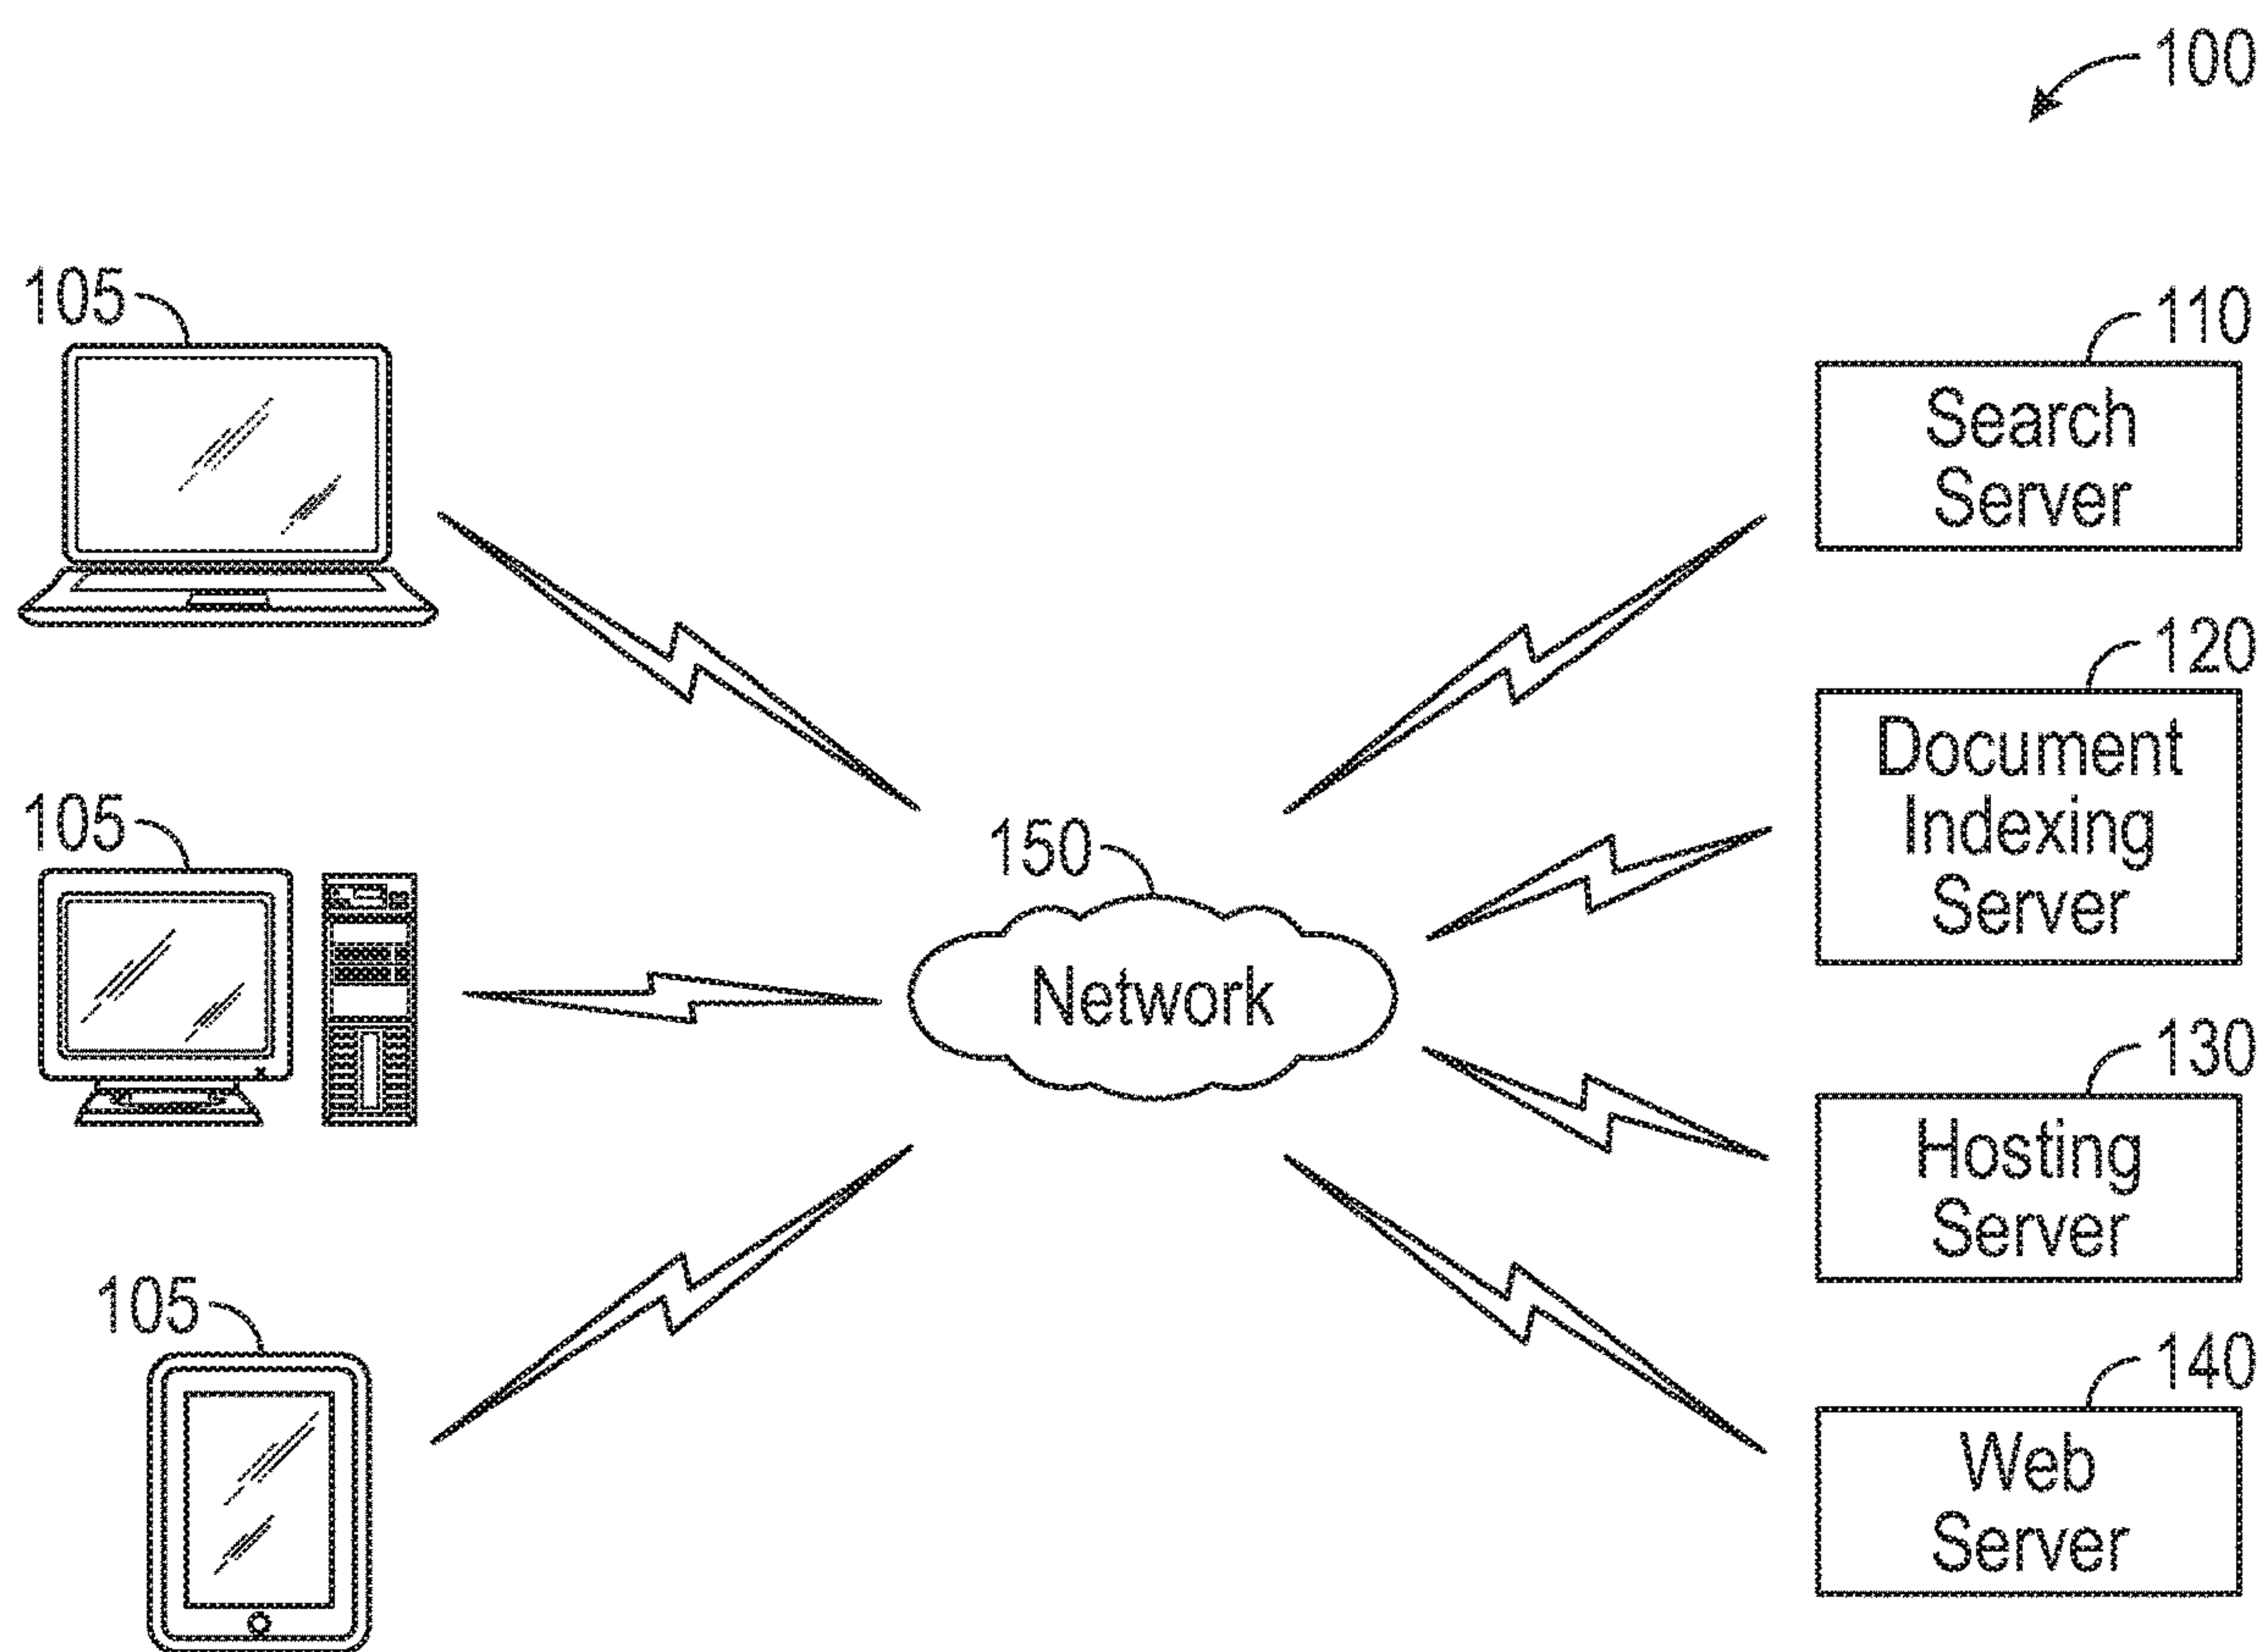 100
105
110
Search
Server
120
Document
Indexing
Server
105
150
Network
130
Hosting
Server
105
140
Web
Server